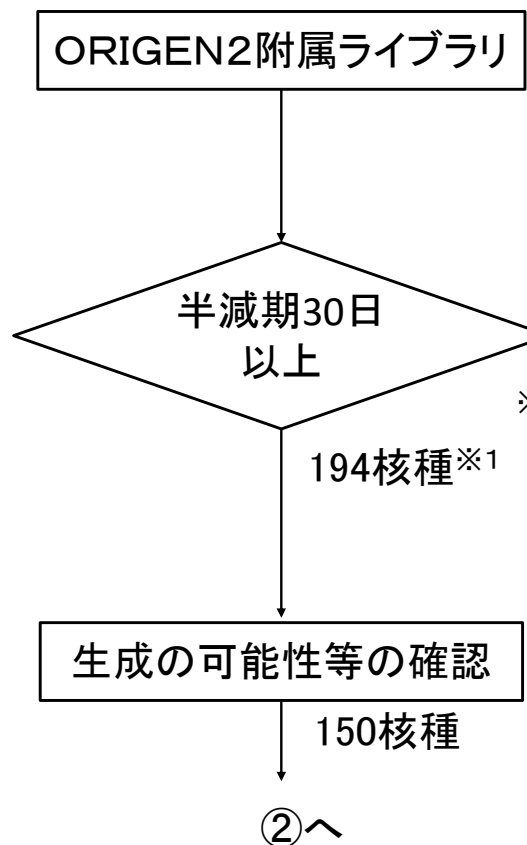 ORIGEN2附属ライブラリ
半減期30日
以上
※
194核種※1
生成の可能性等の確認
150核種
②へ